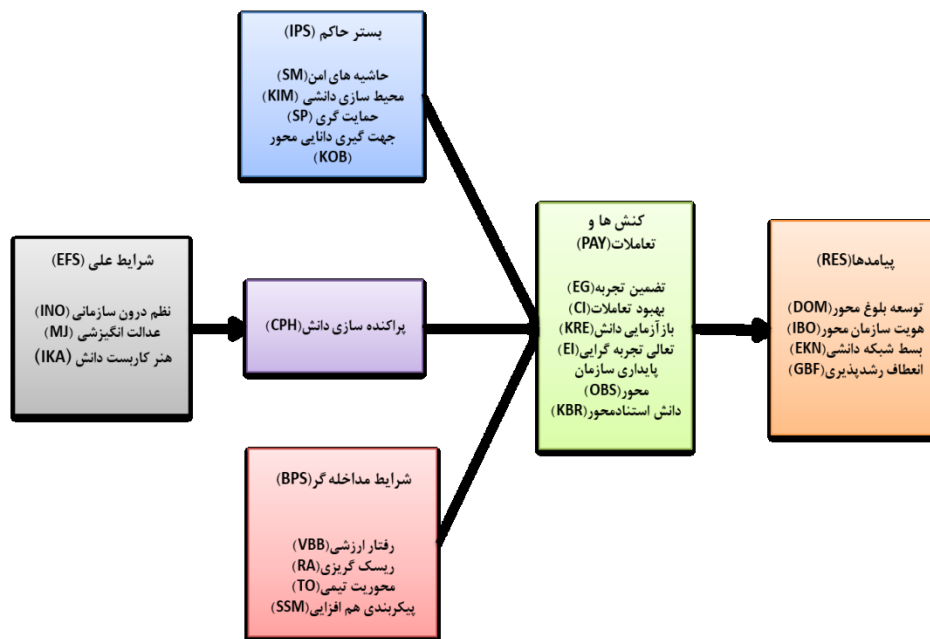 بستر حاکم (IPS)
حاشیه های امن(SM)
محیط سازی دانشی (KIM)
حمایت گری (SP)
جهت گیری دانایی محور
(KOB)
شرایط علی (EFS)
نظم درون سازمانی (INO)
عدالت انگیزشی (MJ)
هنر کاربست دانش (IKA)
پراکنده سازی دانش(CPH)
شرایط مداخله گر(BPS)
رفتار ارزشی(VBB)
ریسک گریزی (RA)
محوریت تیمی (TO)
پیکربندی هم افزایی(SSM)
کنش ها و
تعاملات(PAY)
تضمین تجربه(EG)
بهبود تعاملات(CI)
بازآزمایی دانش(KRE)
تعالی تجربه گرایی(EI)
پایداری سازمان
محور(OBS)
دانش استنادمحور(KBR)
پیامدها(RES)
توسعه بلوغ محور(DOM)
هویت سازمان محور(IBO)
بسط شبکه دانشی(EKN)
انعطاف رشدپذیری(GBF)